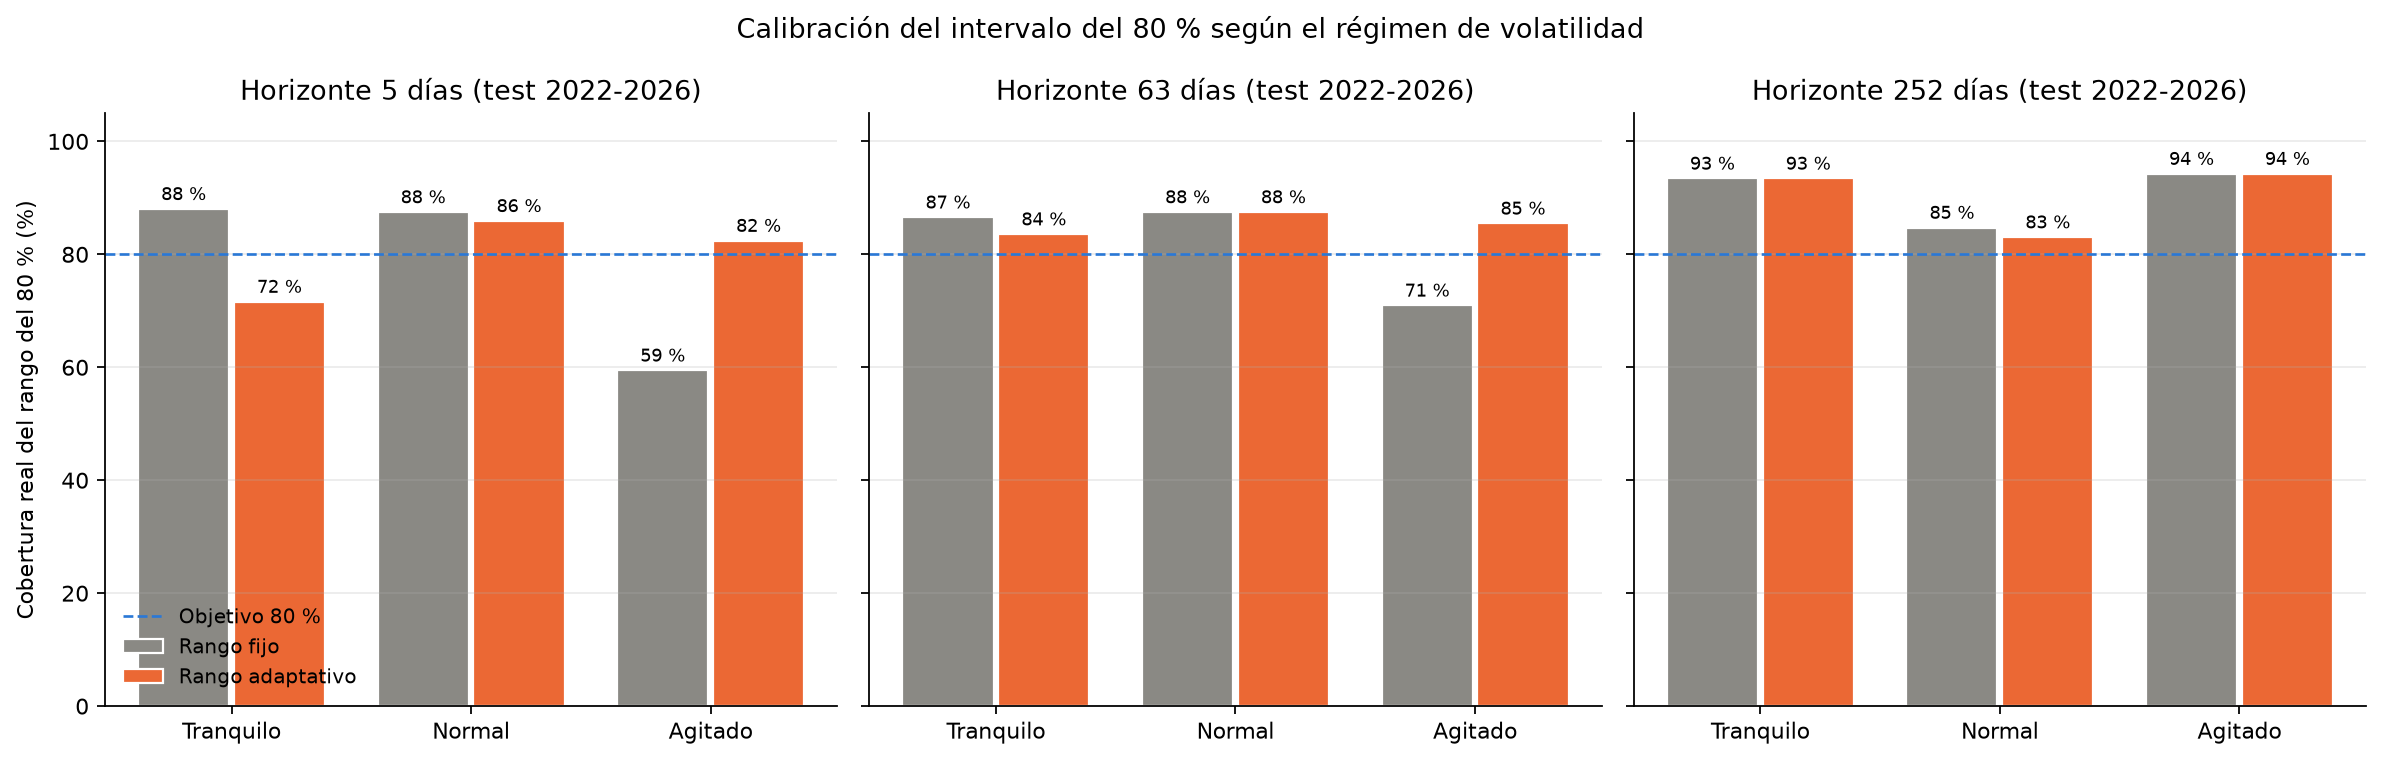 Calibración del intervalo del 80 % según el régimen de volatilidad
Horizonte 5 días (test 2022-2026)
Horizonte 63 días (test 2022-2026)
Horizonte 252 días (test 2022-2026)
Cobertura real del rango del 80 % (%)
100
80
60
40
20
0
88 %
72 %
88 %
86 %
59 %
82 %
87 %
84 %
88 %
88 %
71 %
85 %
93 %
93 %
85 %
83 %
94 %
94 %
Objetivo 80 %
Rango fijo
Rango adaptativo
Tranquilo
Normal
Agitado
Tranquilo
Normal
Agitado
Tranquilo
Normal
Agitado